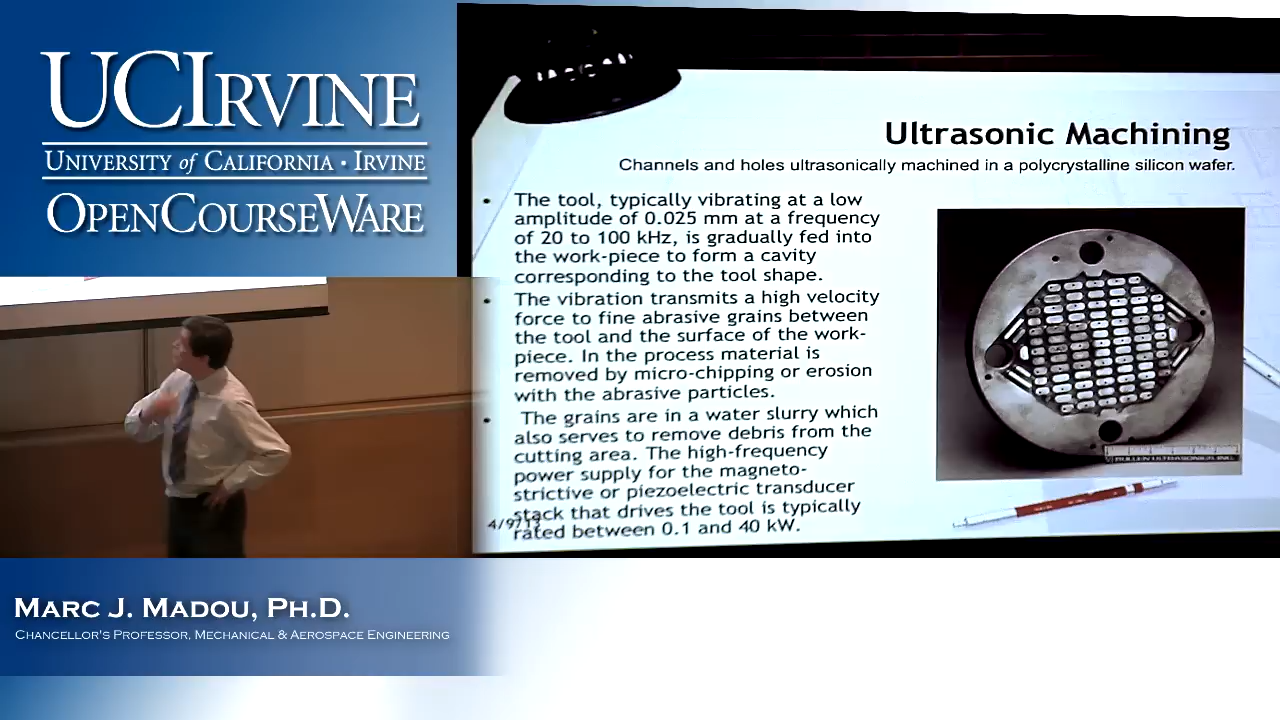 UCIRVINE
UNIVERSITY of CALIFORNIA · IRVINE
OPENCOURSEWARE
Ultrasonic Machining
Channels and holes ultrasonically machined in a polycrystalline silicon wafer.
• The tool, typically vibrating at a low
amplitude of 0.025 mm at a frequency
of 20 to 100 kHz, is gradually fed into
the work-piece to form a cavity
corresponding to the tool shape.
• The vibration transmits a high velocity
force to fine abrasive grains between
the tool and the surface of the work-
piece. In the process material is
removed by micro-chipping or erosion
with the abrasive particles.
• The grains are in a water slurry which
also serves to remove debris from the
cutting area. The high-frequency
power supply for the magneto-
strictive or piezoelectric transducer
stack that drives the tool is typically
rated between 0.1 and 40 kW.
4/9/13
BULLEN ULTRASONICS, INC.
MARC J. MADOU, PH.D.
CHANCELLOR'S PROFESSOR, MECHANICAL & AEROSPACE ENGINEERING